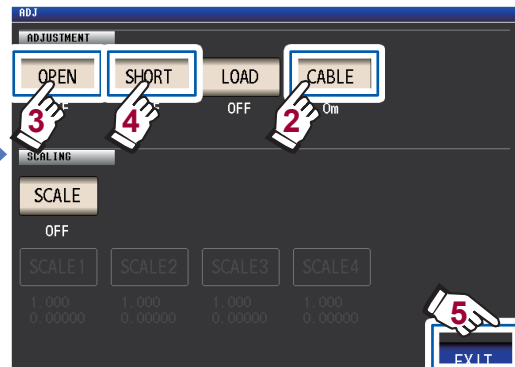 ADJ
ADJUSTMENT
OPEN SHORT LOAD CABLE
OFF 0m
3 4 2
SCALING
SCALE
OFF
SCALE1 SCALE2 SCALE3 SCALE4
1.000 1.000 1.000 1.000
0.00000 0.00000 0.00000 0.00000
5
EXIT